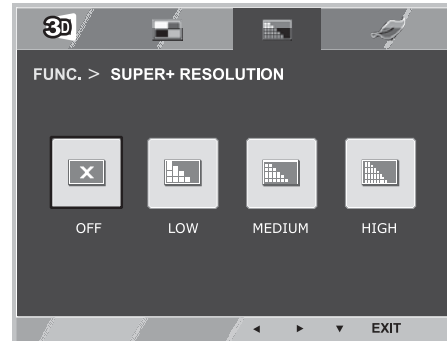 3D
FUNC. > SUPER+ RESOLUTION
OFF LOW MEDIUM HIGH
◄ ► ▼ EXIT